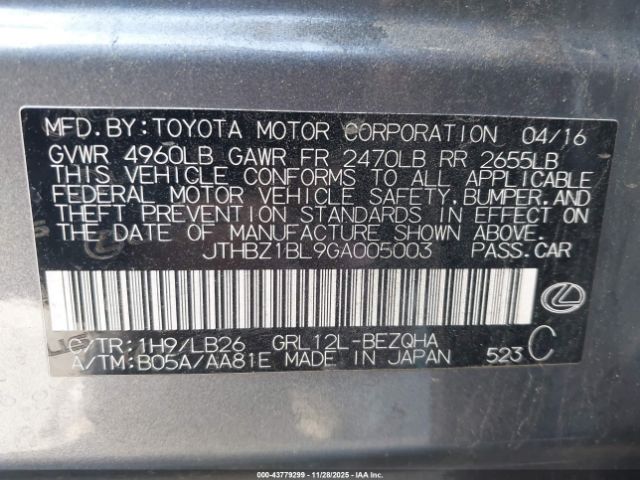 MFD.BY:TOYOTA MOTOR CORPORATION 04/16
GVWR 4960LB GAWR FR 2470LB RR 2655LB
THIS VEHICLE CONFORMS TO ALL APPLICABLE
FEDERAL MOTOR VEHICLE SAFETY,BUMPER,AND
THEFT PREVENTION STANDARDS IN EFFECT ON
THE DATE OF MANUFACTURE SHOWN ABOVE.
JTHBZ1BL9GA005003 PASS.CAR
C/TR:1H9/LB26 GRL12L-BEZQHA
A/TM:B05A/AA81E MADE IN JAPAN 523 C
000-43779299 | 11/28/2025 - IAA Inc.